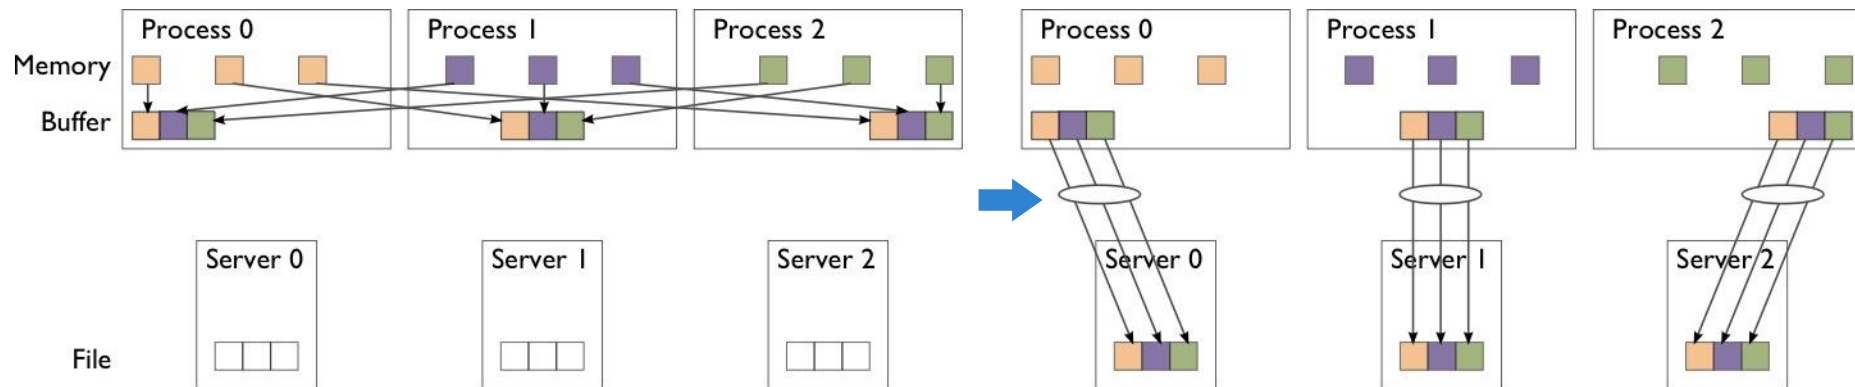 Process 0
Process 1
Process 2
Process 0
Process 1
Process 2
Memory
Buffer
Server 0
Server 1
Server 2
Server 0
Server 1
Server 2
File